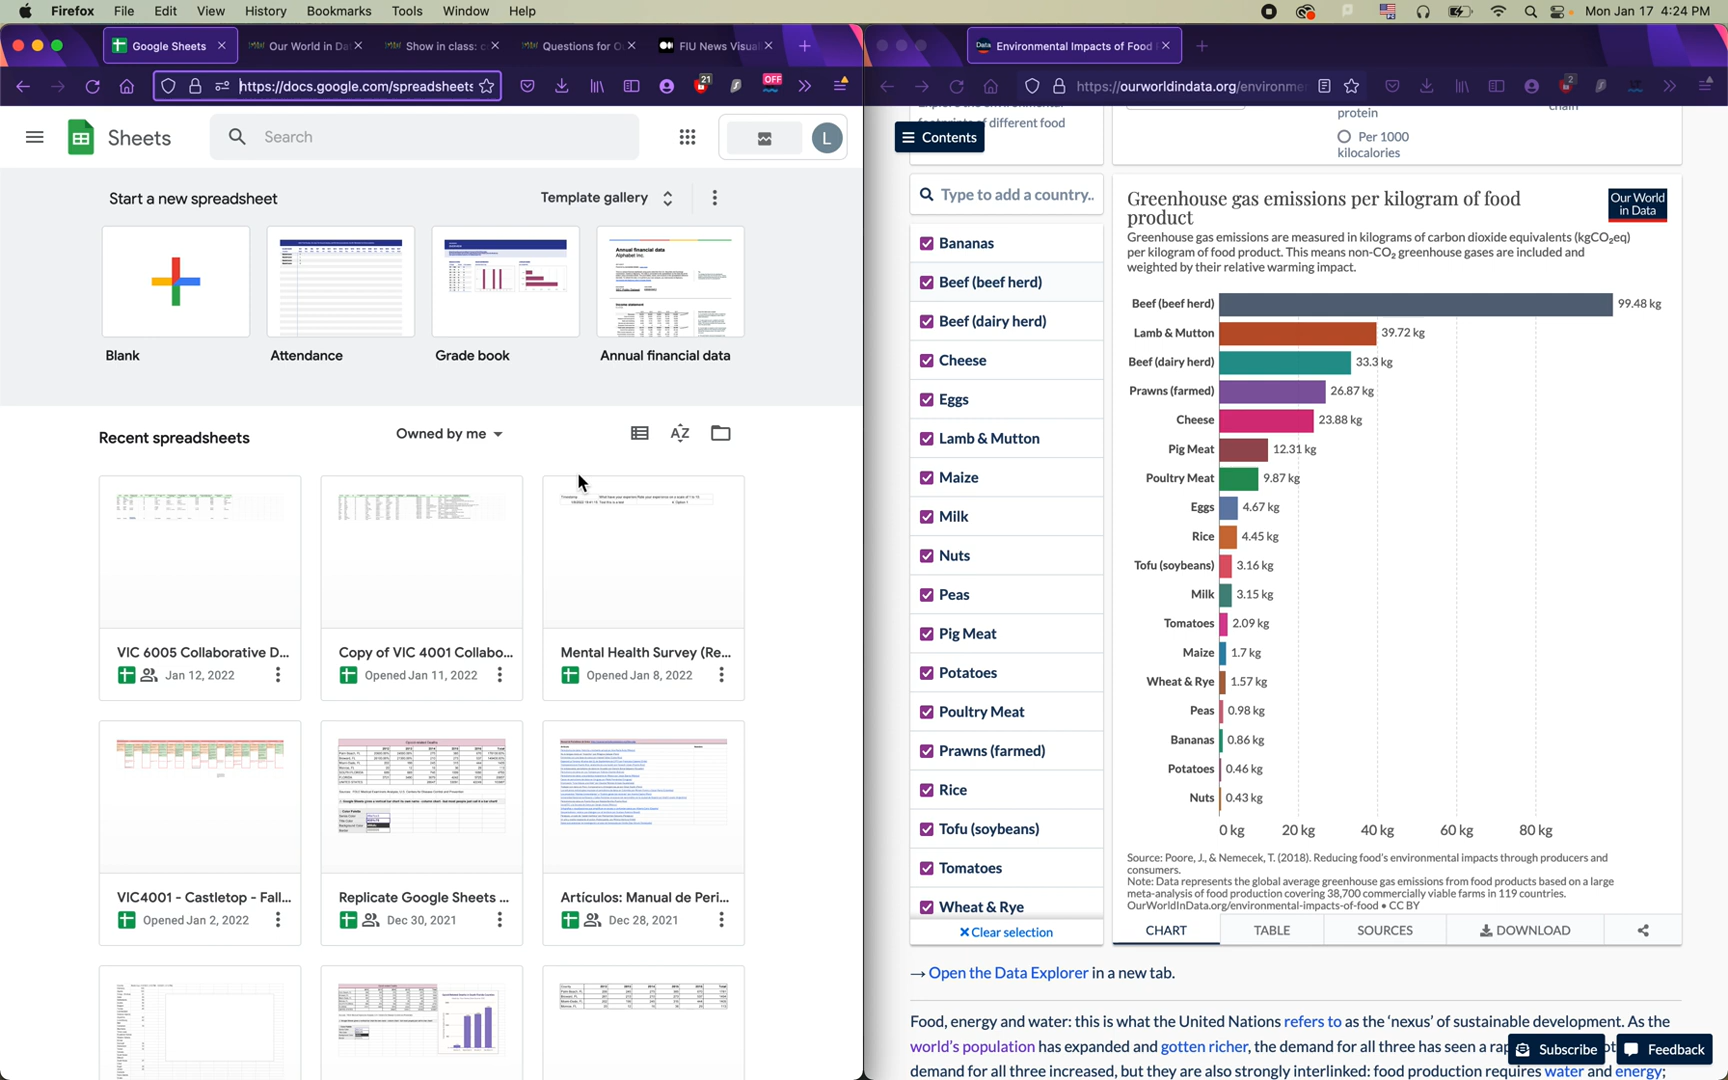 Firefox File Edit View History Bookmarks Tools Window Help
Mon Jan 17 4:24 PM
Google Sheets
Our World in Da
Show in class: c
Questions for O
FIU News Visual
Environmental Impacts of Food
https://docs.google.com/spreadsheets
21
OFF
https://ourworldindata.org/environme
2
Sheets
Search
L
Start a new spreadsheet
Template gallery
Blank
Attendance
Grade book
Annual financial data
Recent spreadsheets
Owned by me
AZ
VIC 6005 Collaborative D...
Jan 12, 2022
Copy of VIC 4001 Collabo...
Opened Jan 11, 2022
Mental Health Survey (Re...
Opened Jan 8, 2022
VIC4001 - Castletop - Fall...
Opened Jan 2, 2022
Replicate Google Sheets ...
Dec 30, 2021
Artículos: Manual de Peri...
Dec 28, 2021
footprints of different food
Contents
protein
Per 1000
kilocalories
chain
Type to add a country..
Bananas
Beef (beef herd)
Beef (dairy herd)
Cheese
Eggs
Lamb & Mutton
Maize
Milk
Nuts
Peas
Pig Meat
Potatoes
Poultry Meat
Prawns (farmed)
Rice
Tofu (soybeans)
Tomatoes
Wheat & Rye
Clear selection
Greenhouse gas emissions per kilogram of food
product
Our World
in Data
Greenhouse gas emissions are measured in kilograms of carbon dioxide equivalents (kgCO₂eq)
per kilogram of food product. This means non-CO₂ greenhouse gases are included and
weighted by their relative warming impact.
Beef (beef herd) 99.48 kg
Lamb & Mutton 39.72 kg
Beef (dairy herd) 33.3 kg
Prawns (farmed) 26.87 kg
Cheese 23.88 kg
Pig Meat 12.31 kg
Poultry Meat 9.87 kg
Eggs 4.67 kg
Rice 4.45 kg
Tofu (soybeans) 3.16 kg
Milk 3.15 kg
Tomatoes 2.09 kg
Maize 1.7 kg
Wheat & Rye 1.57 kg
Peas 0.98 kg
Bananas 0.86 kg
Potatoes 0.46 kg
Nuts 0.43 kg
0 kg 20 kg 40 kg 60 kg 80 kg
Source: Poore, J., & Nemecek, T. (2018). Reducing food's environmental impacts through producers and
consumers.
Note: Data represents the global average greenhouse gas emissions from food products based on a large
meta-analysis of food production covering 38,700 commercially viable farms in 119 countries.
OurWorldInData.org/environmental-impacts-of-food • CC BY
CHART TABLE SOURCES DOWNLOAD
→ Open the Data Explorer in a new tab.
Food, energy and water: this is what the United Nations refers to as the 'nexus' of sustainable development. As the
world's population has expanded and gotten richer, the demand for all three has seen a
Subscribe
Feedback
demand for all three increased, but they are also strongly interlinked: food production requires water and energy;